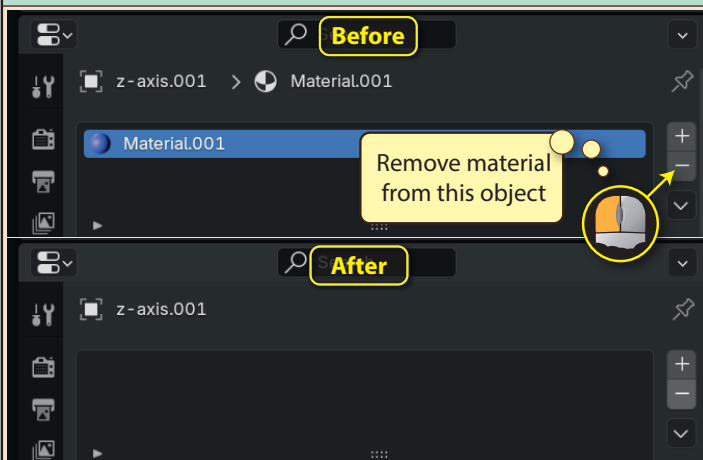 Before
z-axis.001 > Material.001
Material.001
Remove material
from this object
After
z-axis.001